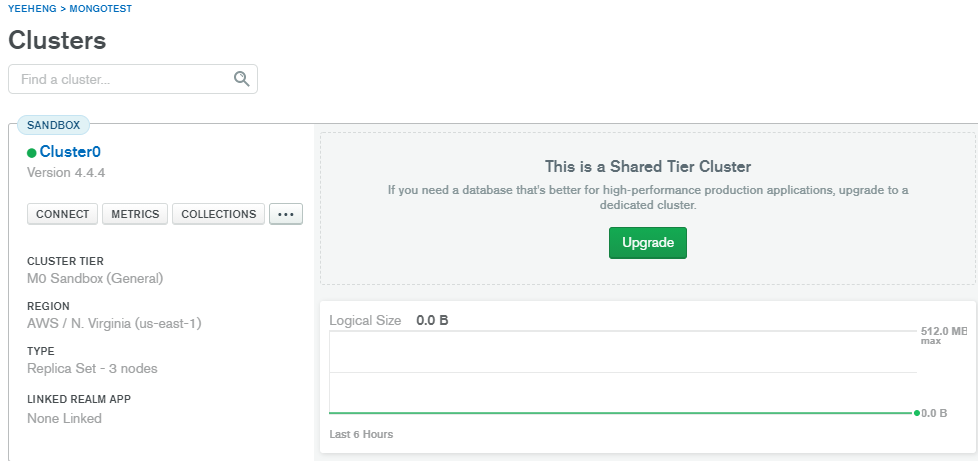 YEEHENG > MONGOTEST
Clusters
Find a cluster...
SANDBOX
Cluster0
Version 4.4.4
CONNECT METRICS COLLECTIONS ...
CLUSTER TIER
M0 Sandbox (General)
REGION
AWS / N. Virginia (us-east-1)
TYPE
Replica Set - 3 nodes
LINKED REALM APP
None Linked
This is a Shared Tier Cluster
If you need a database that's better for high-performance production applications, upgrade to a
dedicated cluster.
Upgrade
Logical Size 0.0 B
512.0 MB
max
0.0 B
Last 6 Hours